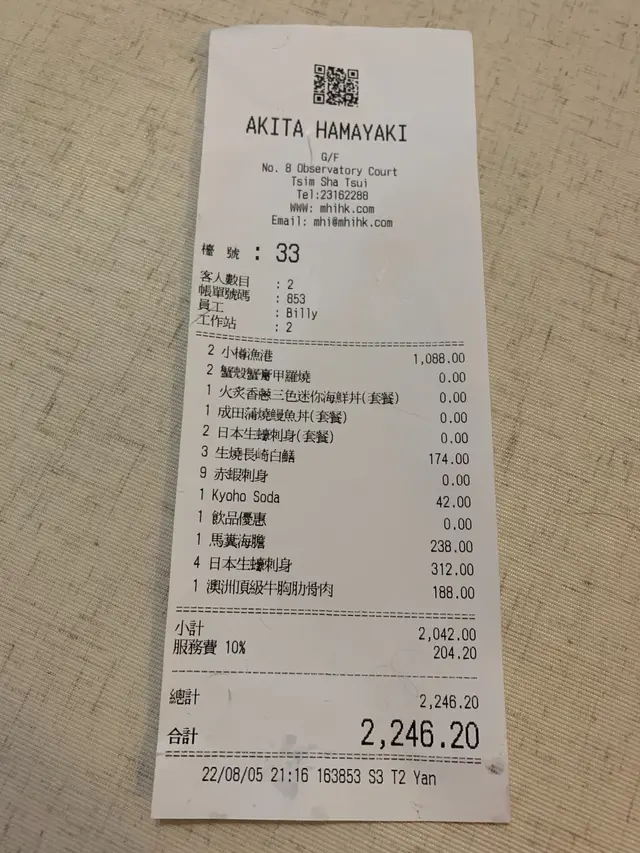 AKITA HAMAYAKI
G/F
No. 8 Observatory Court
Tsim Sha Tsui
Tel:23162288
WWW: mhihk.com
Email: mhi@mhihk.com
檯 號 : 33
客人數目 : 2
帳單號碼 : 853
員工 : Billy
工作站 : 2
2 小樽漁港 1,088.00
2 蟹殼蟹膏甲羅燒 0.00
1 火炙香蔥三色迷你海鮮丼(套餐) 0.00
1 成田蒲燒鰻魚丼(套餐) 0.00
2 日本生蠔刺身(套餐) 0.00
3 生燒長崎白鱔 174.00
9 赤蝦刺身 0.00
1 Kyoho Soda 42.00
1 飲品優惠 0.00
1 馬糞海膽 238.00
4 日本生蠔刺身 312.00
1 澳洲頂級牛胸肋骨肉 188.00
小計 2,042.00
服務費 10% 204.20
總計 2,246.20
合計 2,246.20
22/08/05 21:16 163853 S3 T2 Yan